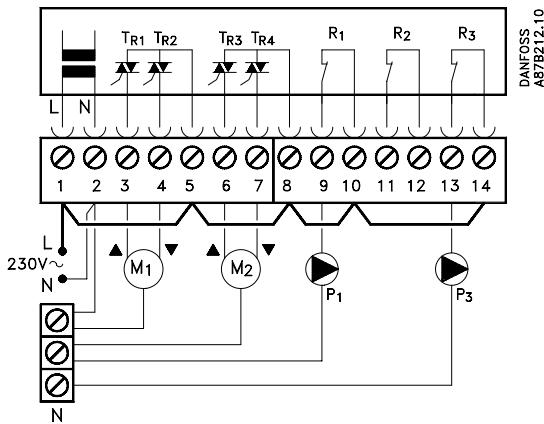 TR1 TR2 TR3 TR4 R1 R2 R3
DANFOSS
A87B212.10
L N
1 2 3 4 5 6 7 8 9 10 11 12 13 14
L
230V~
N
M1 M2
P1 P3
N